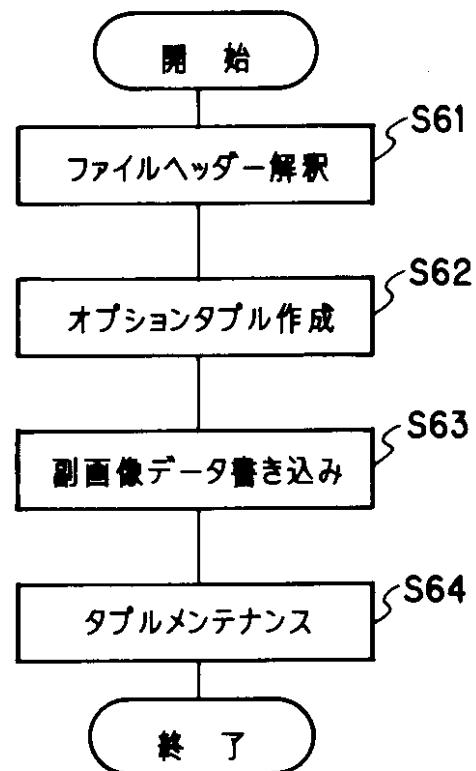 開 始
S61
ファイルヘッダー解釈
S62
オプションタプル作成
S63
副画像データ書き込み
S64
タプルメンテナンス
終 了